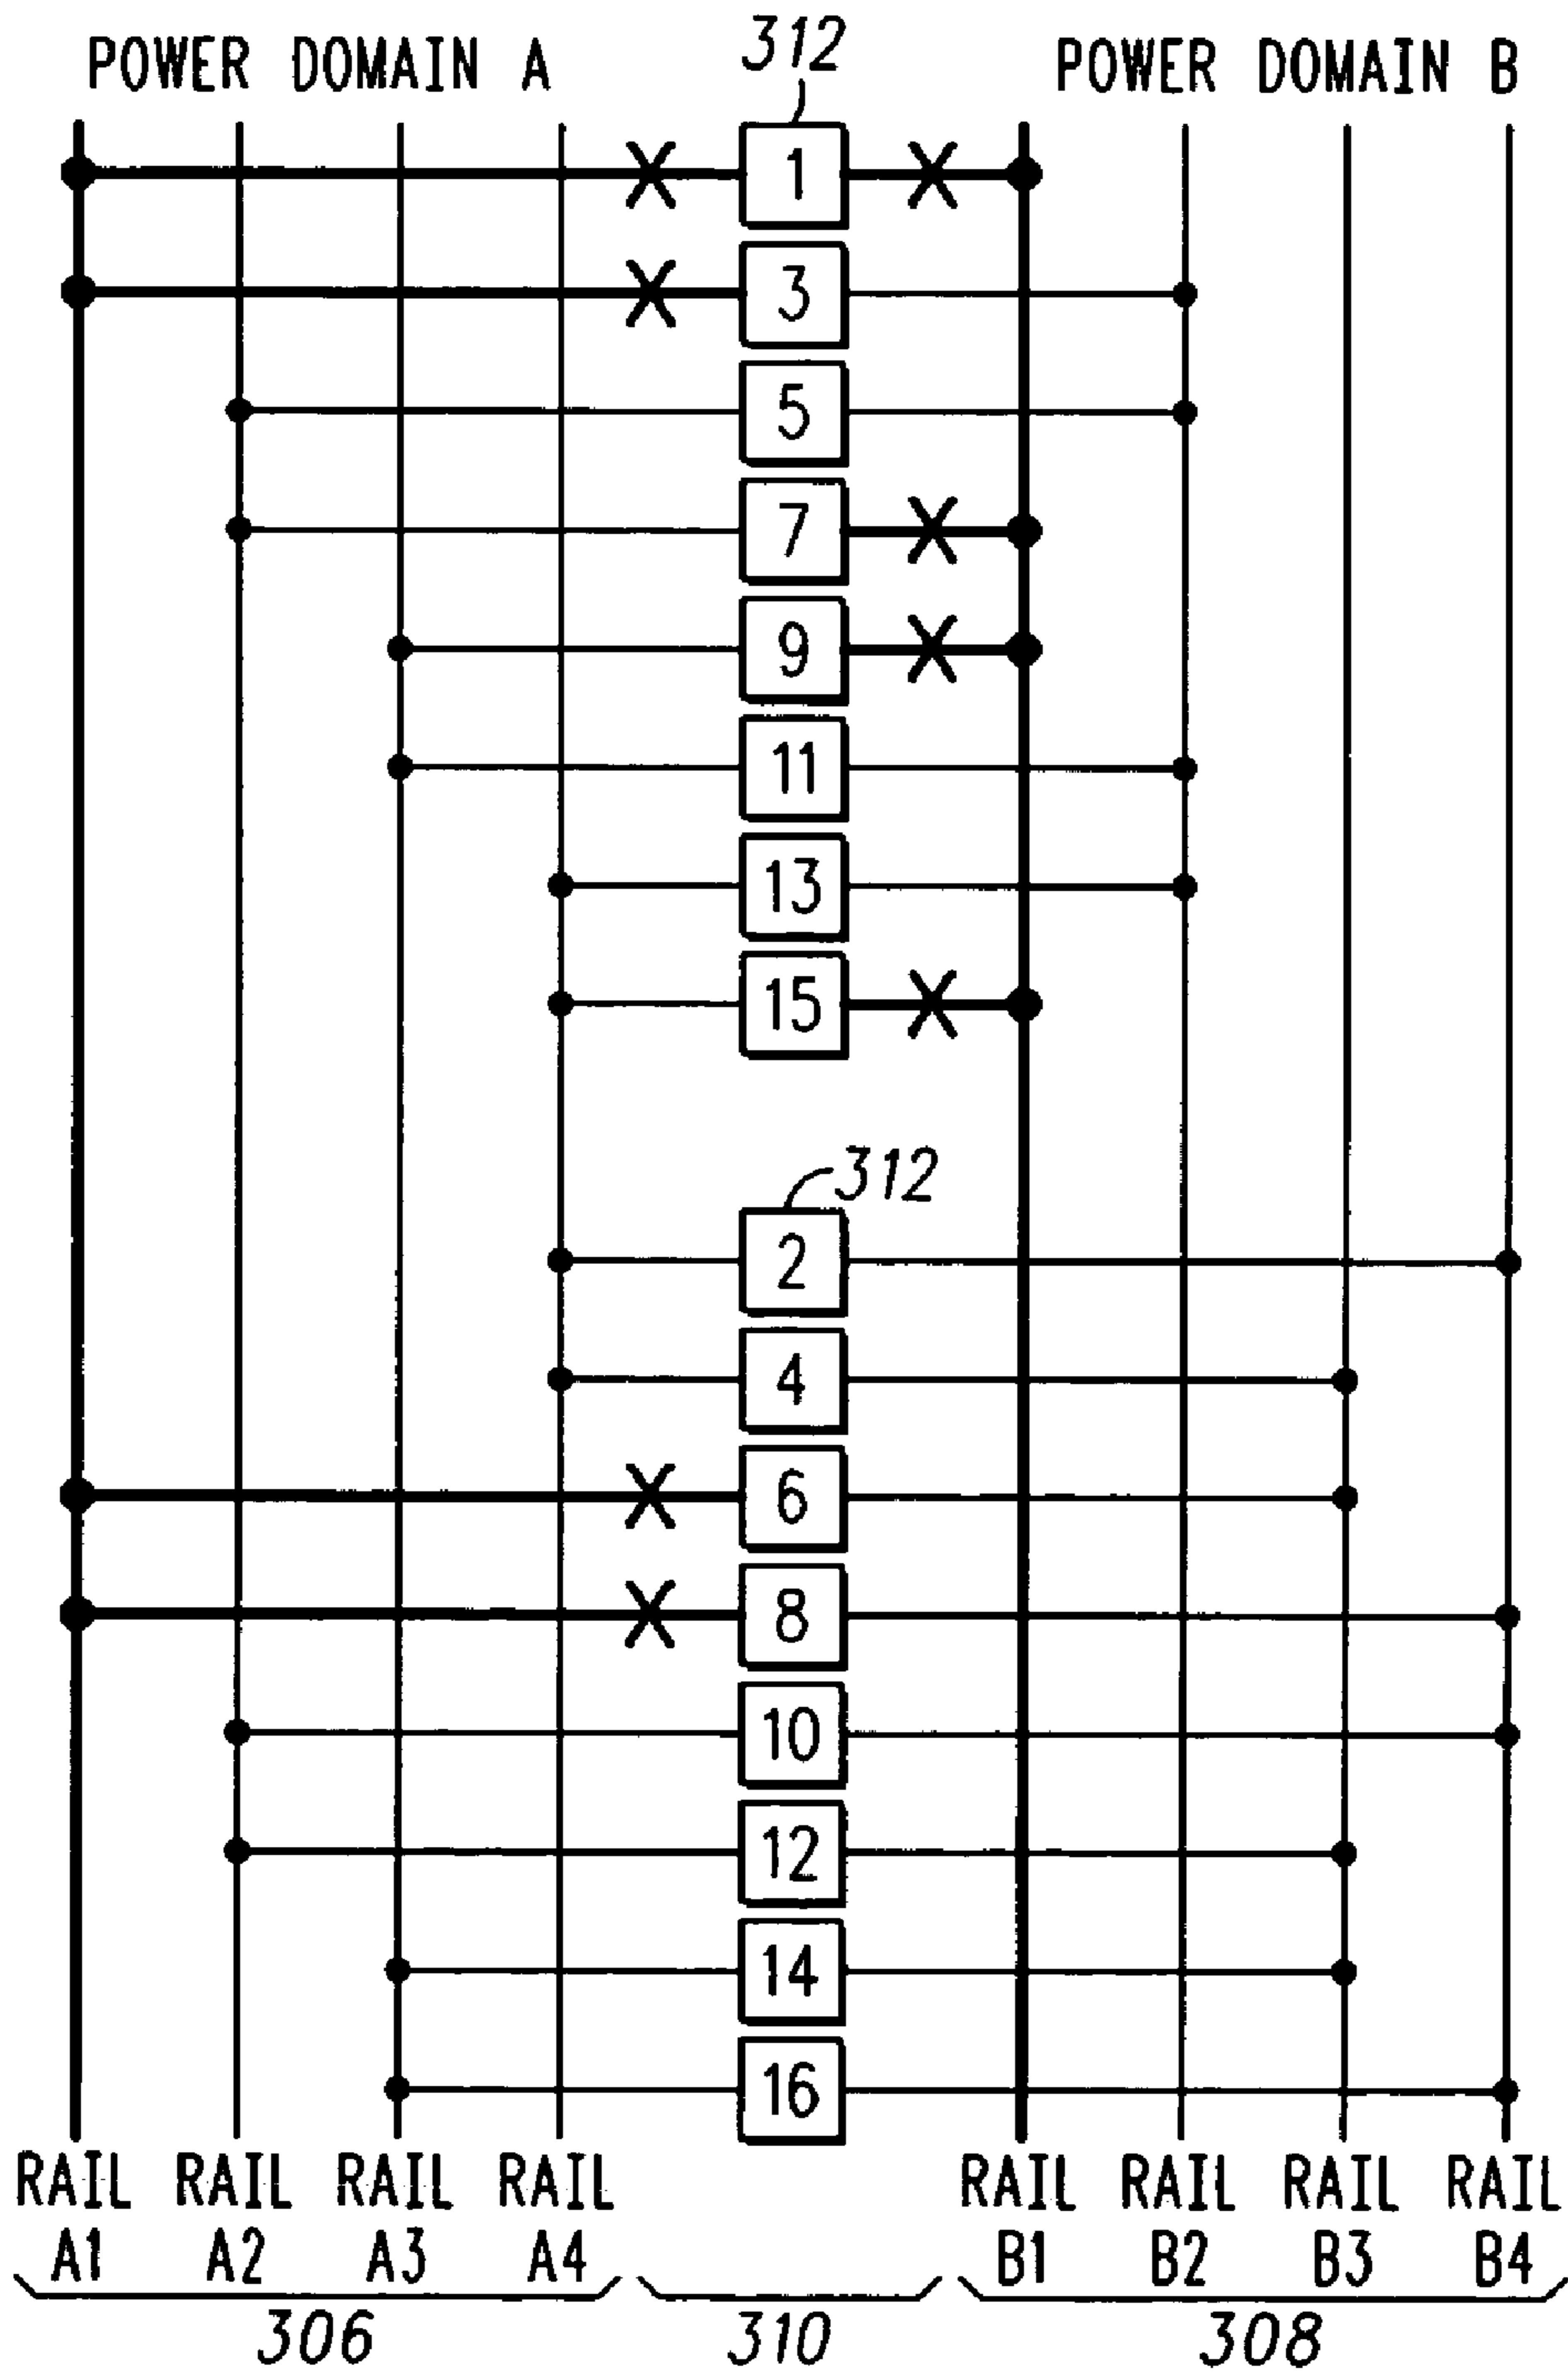 POWER DOMAIN A
312
POWER DOMAIN B
X 1 X
X 3
5
7 X
9 X
11
13
15 X
312
2
4
X 6
X 8
10
12
14
16
RAIL RAIL RAIL RAIL RAIL RAIL RAIL RAIL
A1 A2 A3 A4 B1 B2 B3 B4
306 310 308